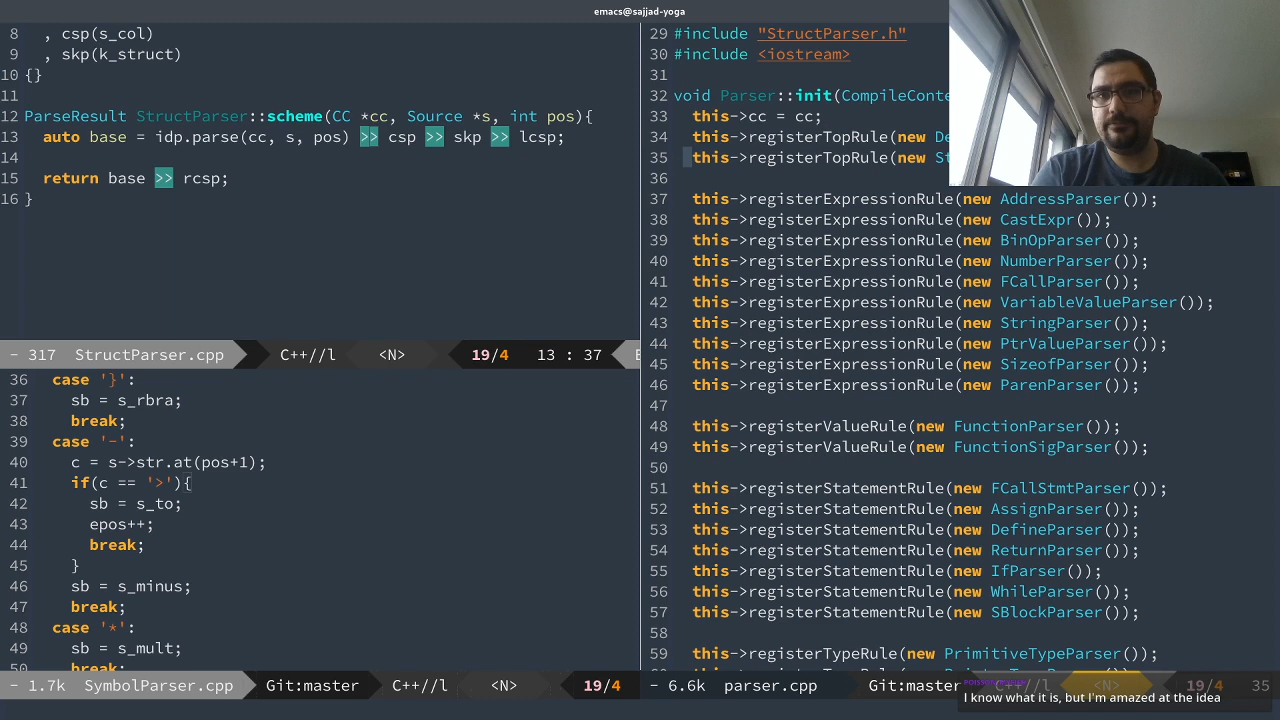 emacs@sajjad-yoga
8 , csp(s_col)
9 , skp(k_struct)
10 {}
11
12 ParseResult StructParser::scheme(CC *cc, Source *s, int pos){
13 auto base = idp.parse(cc, s, pos) >> csp >> skp >> lcsp;
14
15 return base >> rcsp;
16 }
- 317 StructParser.cpp C++//l <N> 19/4 13 : 37
36 case '}':
37 sb = s_rbra;
38 break;
39 case '-':
40 c = s->str.at(pos+1);
41 if(c == '>'){
42 sb = s_to;
43 epos++;
44 break;
45 }
46 sb = s_minus;
47 break;
48 case '*':
49 sb = s_mult;
50 break;
- 1.7k SymbolParser.cpp Git:master C++//l <N> 19/4
29 #include "StructParser.h"
30 #include <iostream>
31
32 void Parser::init(CompileConte
33 this->cc = cc;
34 this->registerTopRule(new De
35 this->registerTopRule(new St
36
37 this->registerExpressionRule(new AddressParser());
38 this->registerExpressionRule(new CastExpr());
39 this->registerExpressionRule(new BinOpParser());
40 this->registerExpressionRule(new NumberParser());
41 this->registerExpressionRule(new FCallParser());
42 this->registerExpressionRule(new VariableValueParser());
43 this->registerExpressionRule(new StringParser());
44 this->registerExpressionRule(new PtrValueParser());
45 this->registerExpressionRule(new SizeofParser());
46 this->registerExpressionRule(new ParenParser());
47
48 this->registerValueRule(new FunctionParser());
49 this->registerValueRule(new FunctionSigParser());
50
51 this->registerStatementRule(new FCallStmtParser());
52 this->registerStatementRule(new AssignParser());
53 this->registerStatementRule(new DefineParser());
54 this->registerStatementRule(new ReturnParser());
55 this->registerStatementRule(new IfParser());
56 this->registerStatementRule(new WhileParser());
57 this->registerStatementRule(new SBlockParser());
58
59 this->registerTypeRule(new PrimitiveTypeParser());
- 6.6k parser.cpp Git:master C++//l <N> 19/4 35
I know what it is, but I'm amazed at the idea